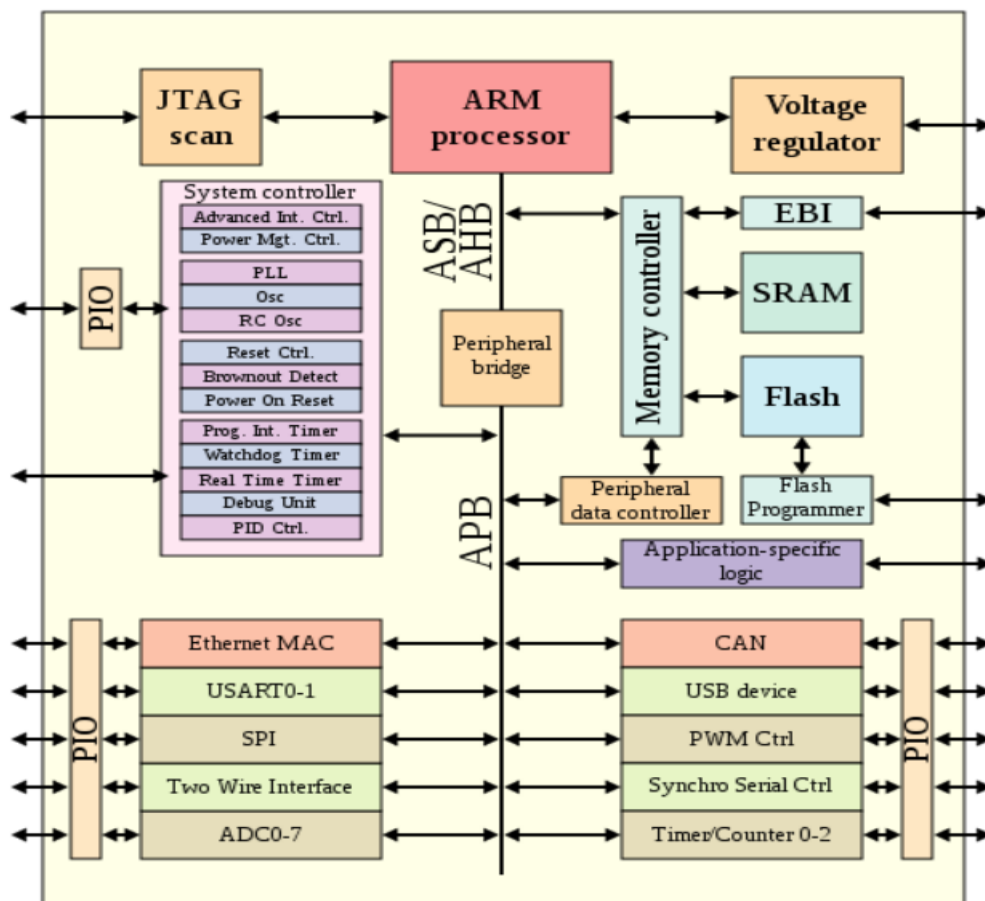 JTAG
scan
ARM
processor
Voltage
regulator
System controller
Advanced Int. Ctrl.
Power Mgt. Ctrl.
PLL
Osc
RC Osc
Reset Ctrl.
Brownout Detect
Power On Reset
Prog. Int. Timer
Watchdog Timer
Real Time Timer
Debug Unit
PID Ctrl.
PIO
ASB/
AHB
Peripheral
bridge
APB
Memory controller
EBI
SRAM
Flash
Peripheral
data controller
Flash
Programmer
Application-specific
logic
PIO
Ethernet MAC
USART0-1
SPI
Two Wire Interface
ADC0-7
CAN
USB device
PWM Ctrl
Synchro Serial Ctrl
Timer/Counter 0-2
PIO